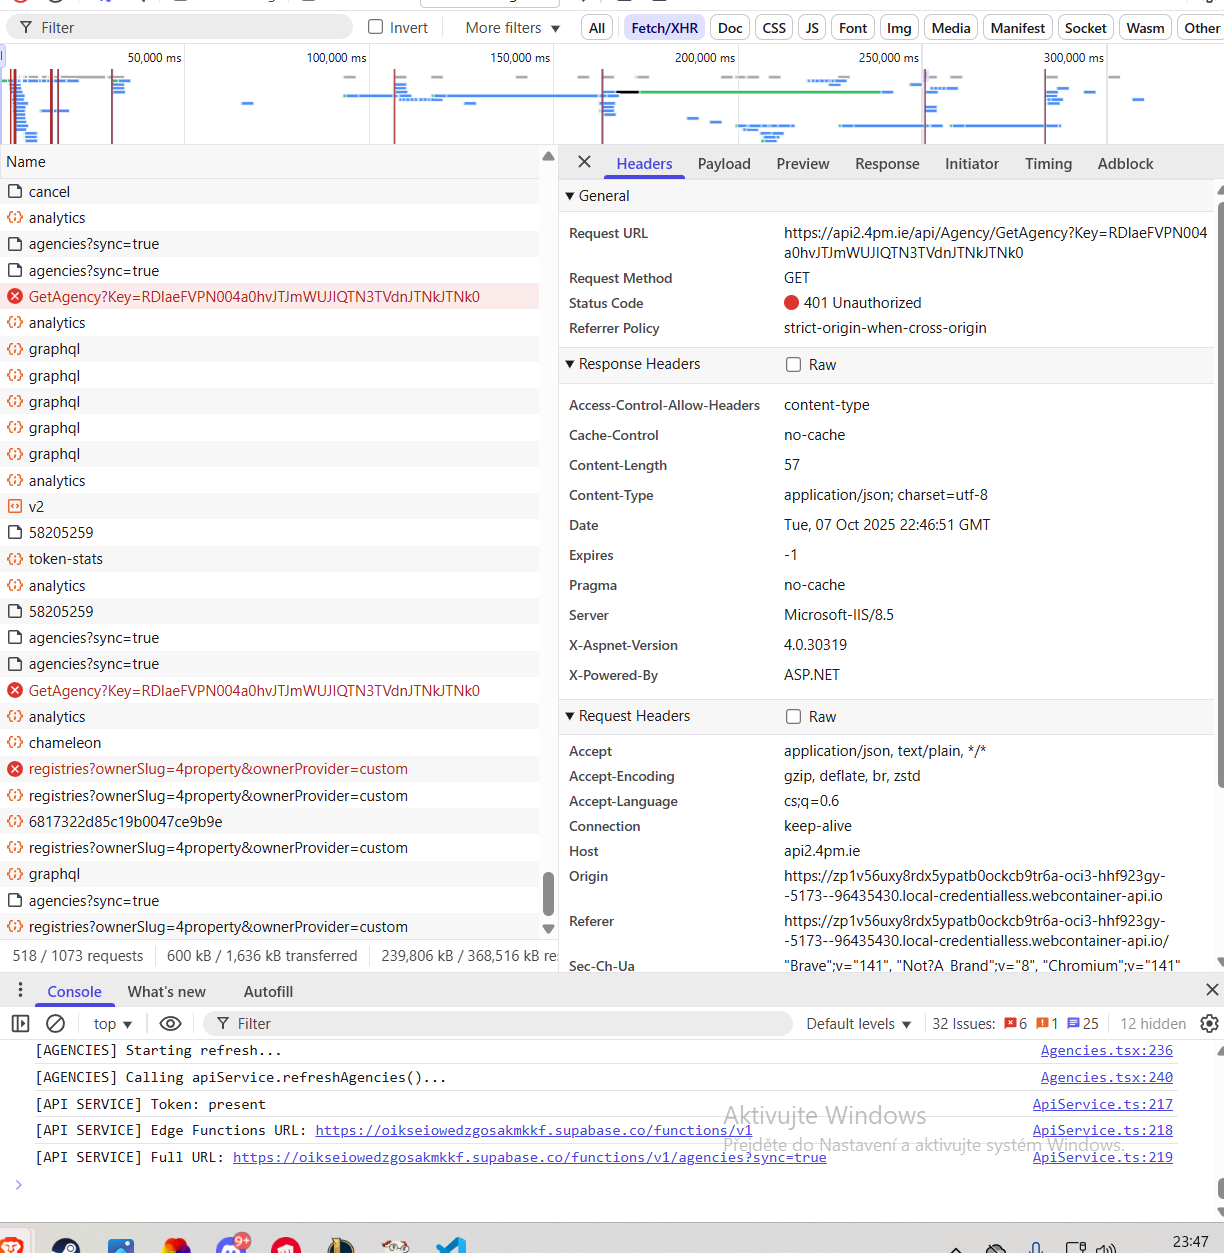 Filter
Invert
More filters
All
Fetch/XHR
Doc
CSS
JS
Font
Img
Media
Manifest
Socket
Wasm
Other
50,000 ms
100,000 ms
150,000 ms
200,000 ms
250,000 ms
300,000 ms
Name
cancel
analytics
agencies?sync=true
agencies?sync=true
GetAgency?Key=RDIaeFVPN004a0hvJTJmWUJIQTN3TVdnJTNkJTNk0
analytics
graphql
graphql
graphql
graphql
graphql
analytics
v2
58205259
token-stats
analytics
58205259
agencies?sync=true
agencies?sync=true
GetAgency?Key=RDIaeFVPN004a0hvJTJmWUJIQTN3TVdnJTNkJTNk0
analytics
chameleon
registries?ownerSlug=4property&ownerProvider=custom
registries?ownerSlug=4property&ownerProvider=custom
6817322d85c19b0047ce9b9e
registries?ownerSlug=4property&ownerProvider=custom
graphql
agencies?sync=true
registries?ownerSlug=4property&ownerProvider=custom
518 / 1073 requests
600 kB / 1,636 kB transferred
239,806 kB / 368,516 kB re
Headers
Payload
Preview
Response
Initiator
Timing
Adblock
General
Request URL
https://api2.4pm.ie/api/Agency/GetAgency?Key=RDIaeFVPN004
a0hvJTJmWUJIQTN3TVdnJTNkJTNk0
Request Method
GET
Status Code
401 Unauthorized
Referrer Policy
strict-origin-when-cross-origin
Response Headers
Raw
Access-Control-Allow-Headers
content-type
Cache-Control
no-cache
Content-Length
57
Content-Type
application/json; charset=utf-8
Date
Tue, 07 Oct 2025 22:46:51 GMT
Expires
-1
Pragma
no-cache
Server
Microsoft-IIS/8.5
X-Aspnet-Version
4.0.30319
X-Powered-By
ASP.NET
Request Headers
Raw
Accept
application/json, text/plain, */*
Accept-Encoding
gzip, deflate, br, zstd
Accept-Language
cs;q=0.6
Connection
keep-alive
Host
api2.4pm.ie
Origin
https://zp1v56uxy8rdx5ypatb0ockcb9tr6a-oci3-hhf923gy-
-5173--96435430.local-credentialless.webcontainer-api.io
Referer
https://zp1v56uxy8rdx5ypatb0ockcb9tr6a-oci3-hhf923gy-
-5173--96435430.local-credentialless.webcontainer-api.io/
Sec-Ch-Ua
"Brave";v="141", "Not?A_Brand";v="8", "Chromium";v="141"
Console
What's new
Autofill
top
Filter
Default levels
32 Issues:
6
1
25
12 hidden
[AGENCIES] Starting refresh...
Agencies.tsx:236
[AGENCIES] Calling apiService.refreshAgencies()...
Agencies.tsx:240
[API SERVICE] Token: present
ApiService.ts:217
[API SERVICE] Edge Functions URL: https://oikseiowedzgosakmkkf.supabase.co/functions/v1
ApiService.ts:218
[API SERVICE] Full URL: https://oikseiowedzgosakmkkf.supabase.co/functions/v1/agencies?sync=true
ApiService.ts:219
Aktivujte Windows
Přejděte do Nastavení a aktivujte systém Windows.
9+
23:47